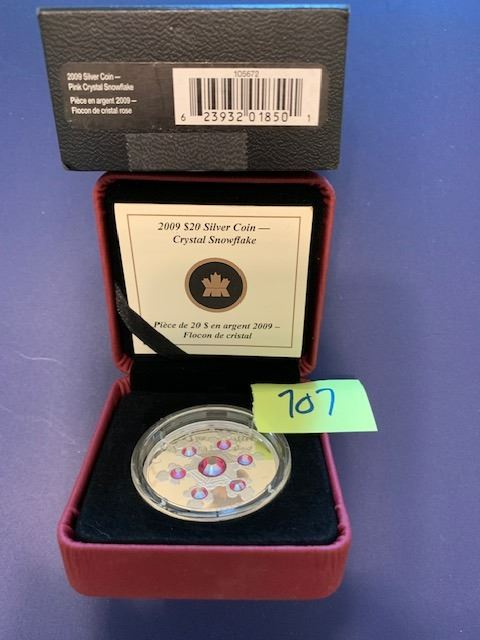 2009 Silver Coin —
Pink Crystal Snowflake
Pièce en argent 2009 –
Flocon de cristal rose
105672
6 23932 01850 1
2009 $20 Silver Coin —
Crystal Snowflake
Pièce de 20 $ en argent 2009 –
Flocon de cristal
707